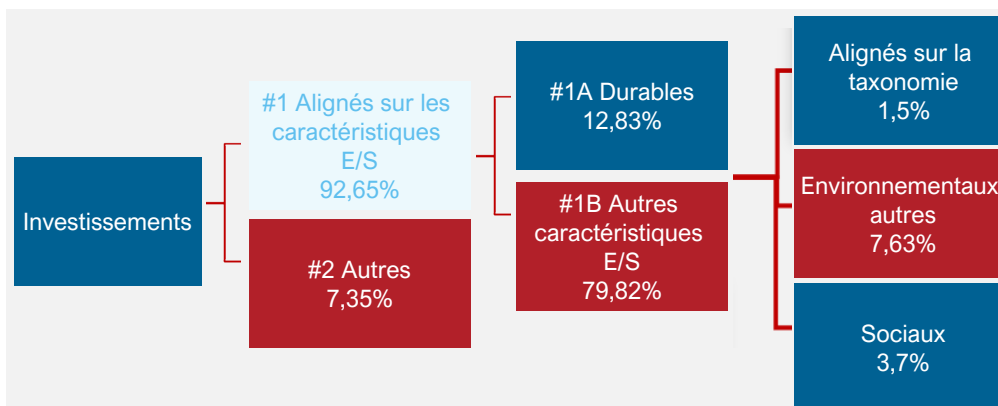 Investissements
#1 Alignés sur les
caractéristiques
E/S
92,65%
#2 Autres
7,35%
#1A Durables
12,83%
#1B Autres
caractéristiques
E/S
79,82%
Alignés sur la
taxonomie
1,5%
Environnementaux
autres
7,63%
Sociaux
3,7%